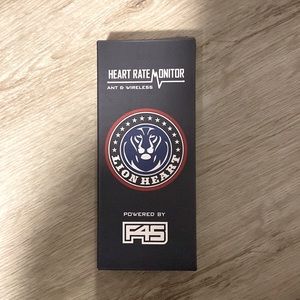 HEART RATE MONITOR
ANT & WIRELESS
LION HEART
POWERED BY
F45